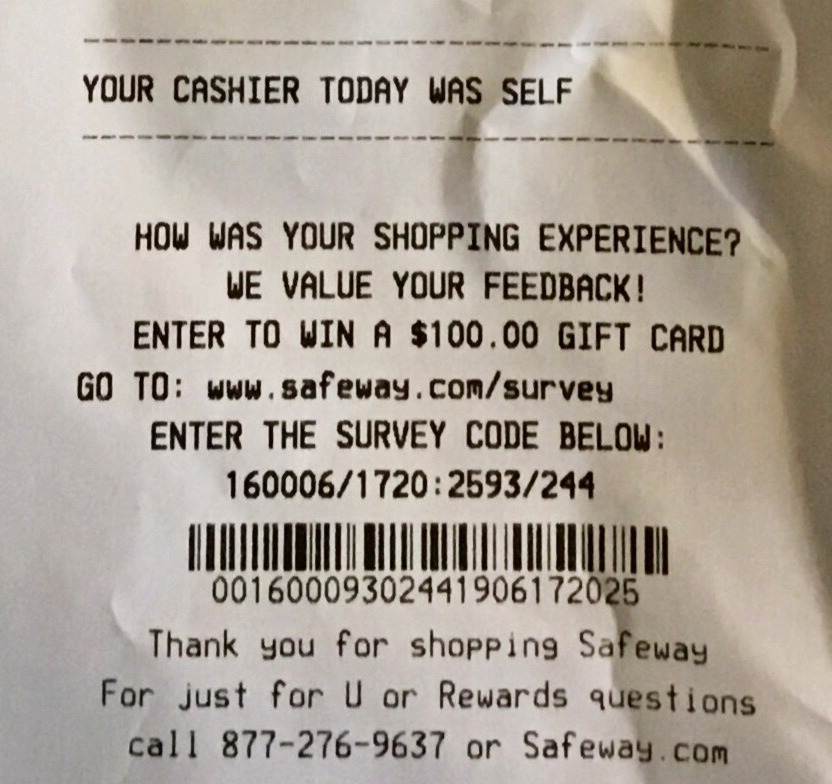 YOUR CASHIER TODAY WAS SELF
HOW WAS YOUR SHOPPING EXPERIENCE?
WE VALUE YOUR FEEDBACK!
ENTER TO WIN A $100.00 GIFT CARD
GO TO: www.safeway.com/survey
ENTER THE SURVEY CODE BELOW:
160006/1720:2593/244
00160009302441906172025
Thank you for shopping Safeway
For just for U or Rewards questions
call 877-276-9637 or Safeway.com